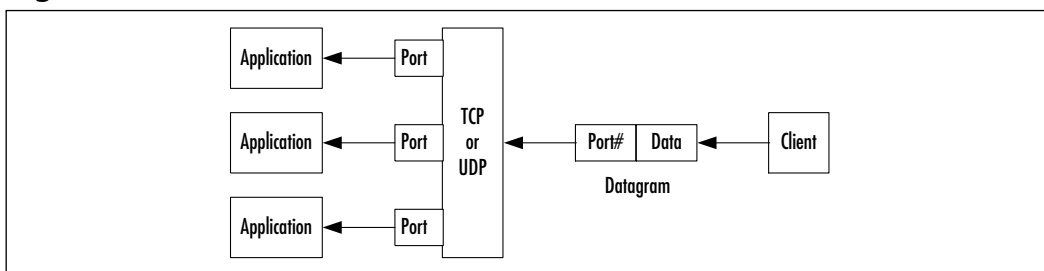 Application
Port
TCP
or
UDP
Application
Port
Port#
Data
Client
Datagram
Application
Port